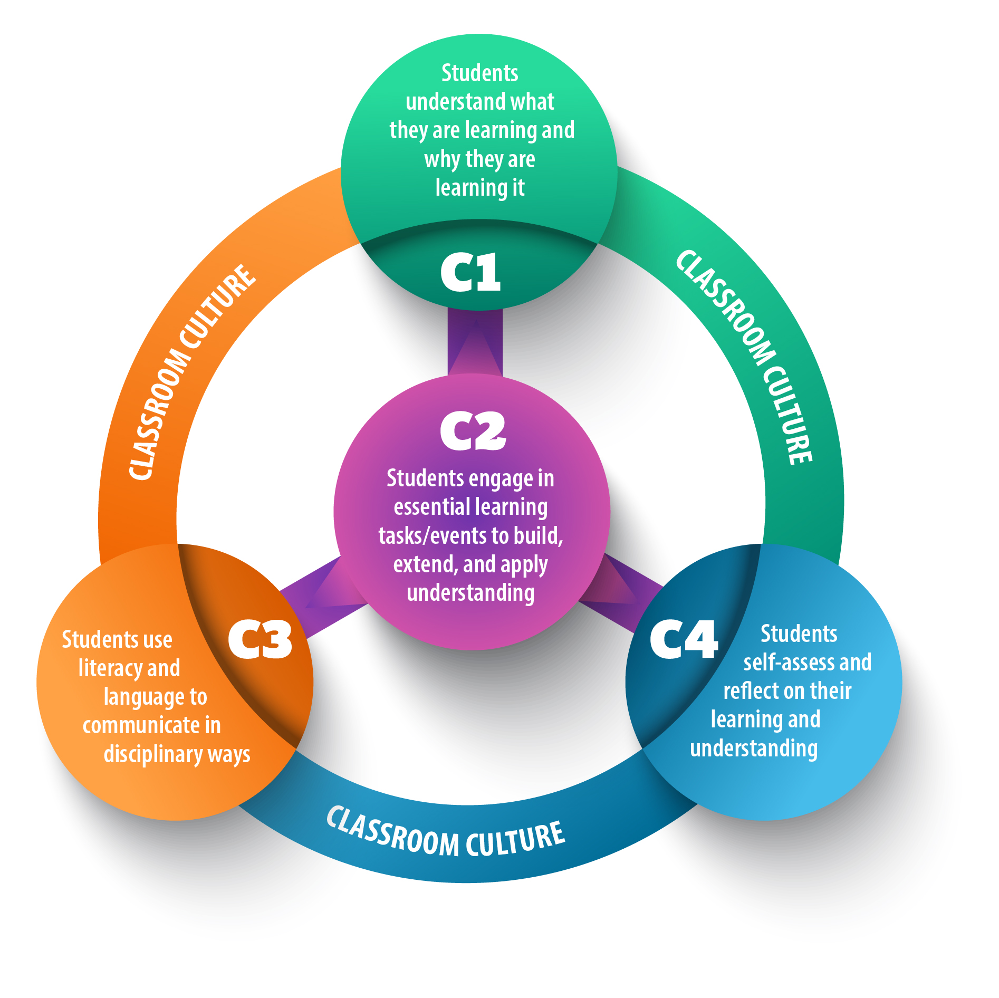 Students
understand what
they are learning and
why they are
learning it
C1
CLASSROOM CULTURE
CLASSROOM CULTURE
C2
Students engage in
essential learning
tasks/events to build,
extend, and apply
understanding
C3
Students use
literacy and
language to
communicate in
disciplinary ways
C4
Students
self-assess and
reflect on their
learning and
understanding
CLASSROOM CULTURE